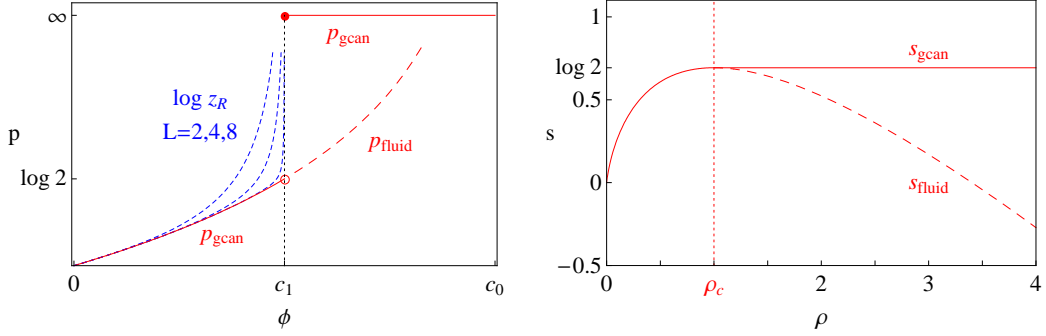 ∞
p_gcan
log z_R
L=2,4,8
p
p_fluid
log 2
p_gcan
0
c_1
c_0
ϕ
1
log 2
s_gcan
0.5
s
0
s_fluid
−0.5
0
ρ_c
2
3
4
ρ